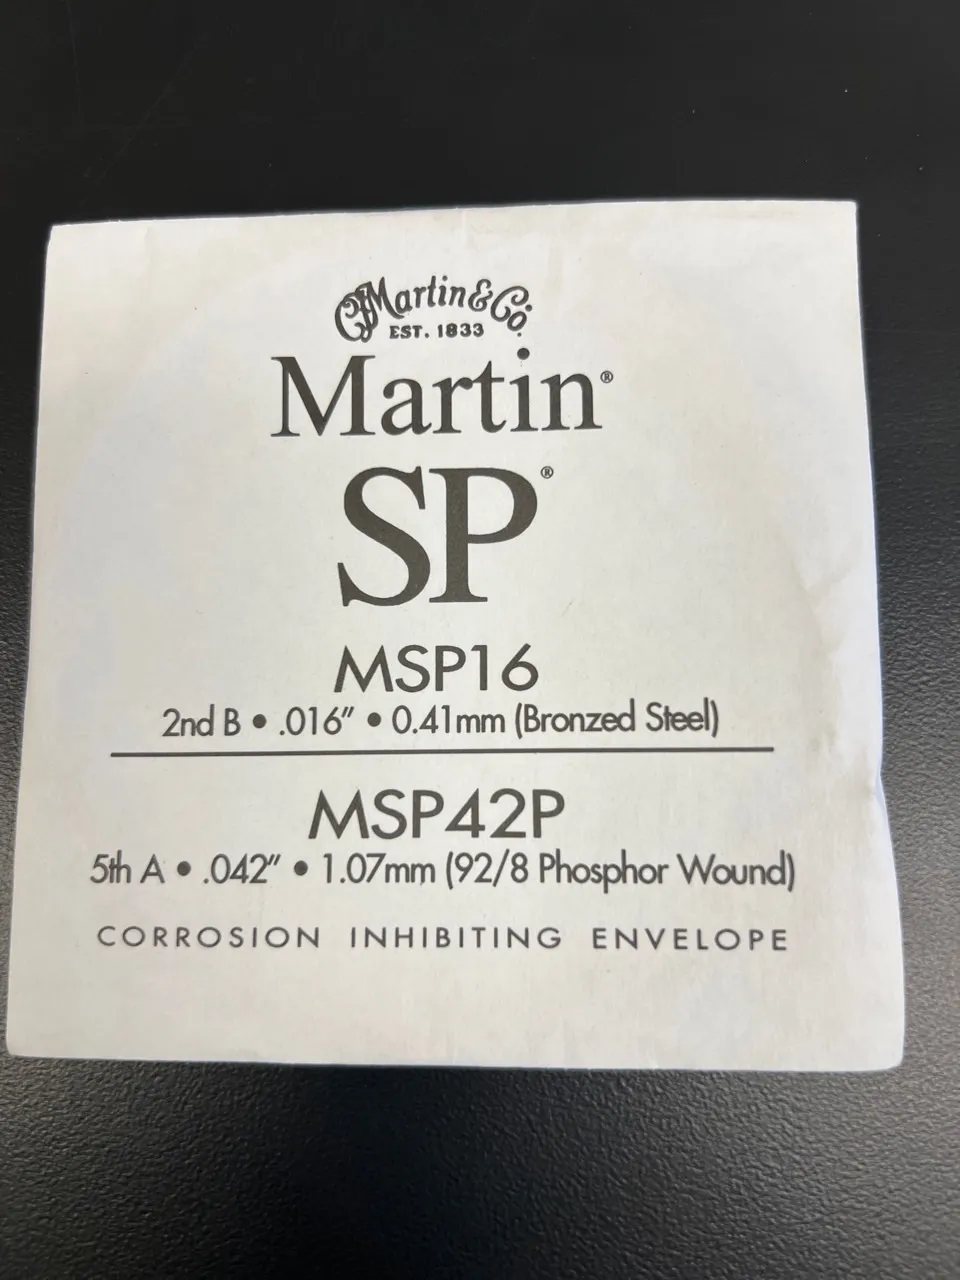 CFMartin & Co.
EST. 1833
Martin®
SP®
MSP16
2nd B • .016″ • 0.41mm (Bronzed Steel)
MSP42P
5th A • .042″ • 1.07mm (92/8 Phosphor Wound)
CORROSION INHIBITING ENVELOPE